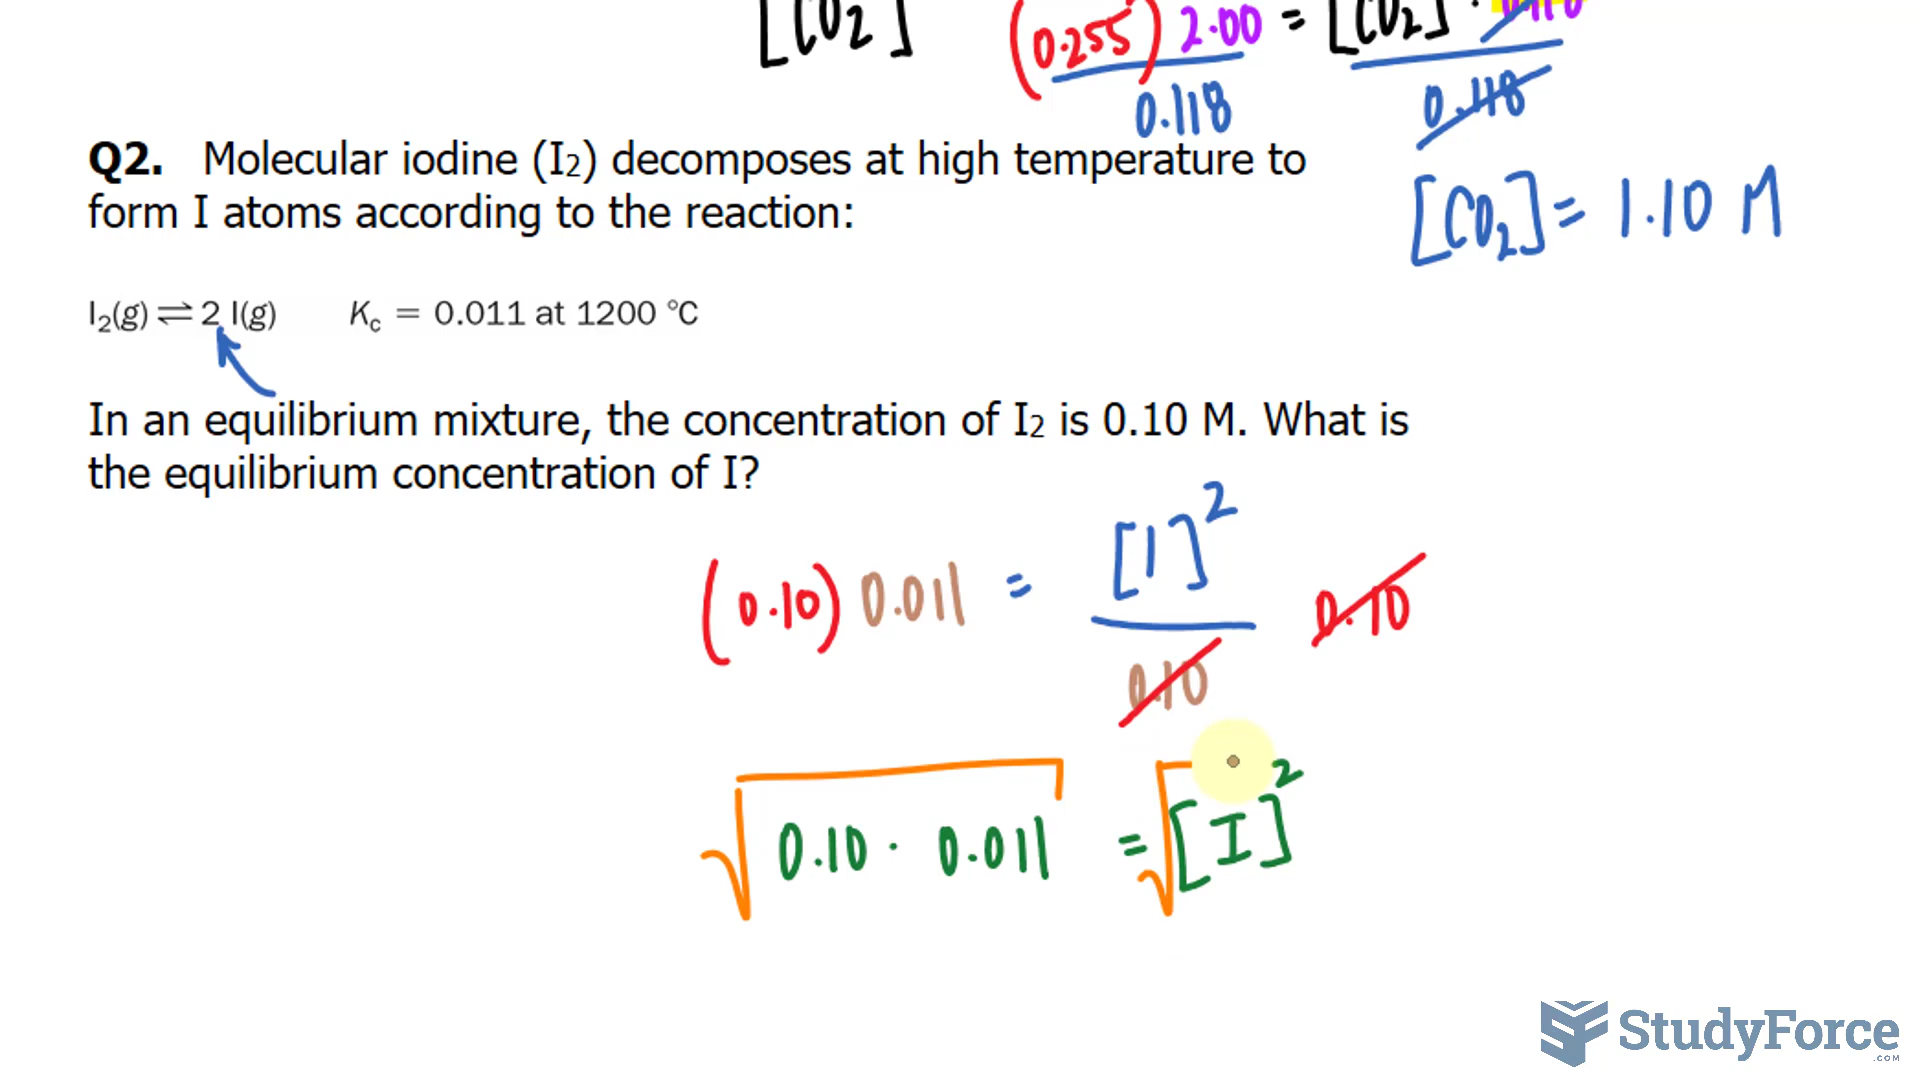 [CO2] (0.255) 2.00 = [CO2] ·
0.118 0.118
Q2. Molecular iodine (I2) decomposes at high temperature to
form I atoms according to the reaction:
[CO2] = 1.10 M
I2(g) ⇌ 2 I(g) Kc = 0.011 at 1200 °C
In an equilibrium mixture, the concentration of I2 is 0.10 M. What is
the equilibrium concentration of I?
(0.10) 0.011 = [I]² 0.10
0.10
√0.10 · 0.011 = √[I]²
StudyForce
.COM